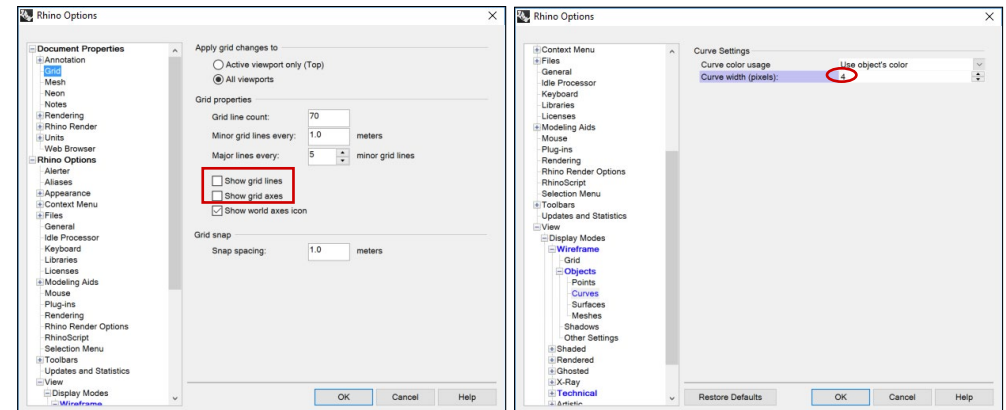 Rhino Options
Document Properties
Annotation
Grid
Mesh
Neon
Notes
Rendering
Rhino Render
Units
Web Browser
Rhino Options
Alerter
Aliases
Appearance
Context Menu
Files
General
Idle Processor
Keyboard
Libraries
Licenses
Modeling Aids
Mouse
Plug-ins
Rendering
Rhino Render Options
RhinoScript
Selection Menu
Toolbars
Updates and Statistics
View
Display Modes
Wireframe
Apply grid changes to
Active viewport only (Top)
All viewports
Grid properties
Grid line count: 70
Minor grid lines every: 1.0 meters
Major lines every: 5 minor grid lines
Show grid lines
Show grid axes
Show world axes icon
Grid snap
Snap spacing: 1.0 meters
OK Cancel Help
Rhino Options
Context Menu
Files
General
Idle Processor
Keyboard
Libraries
Licenses
Modeling Aids
Mouse
Plug-ins
Rendering
Rhino Render Options
RhinoScript
Selection Menu
Toolbars
Updates and Statistics
View
Display Modes
Wireframe
Grid
Objects
Points
Curves
Surfaces
Meshes
Shadows
Other Settings
Shaded
Rendered
Ghosted
X-Ray
Technical
Artistic
Curve Settings
Curve color usage Use object's color
Curve width (pixels): 4
Restore Defaults OK Cancel Help